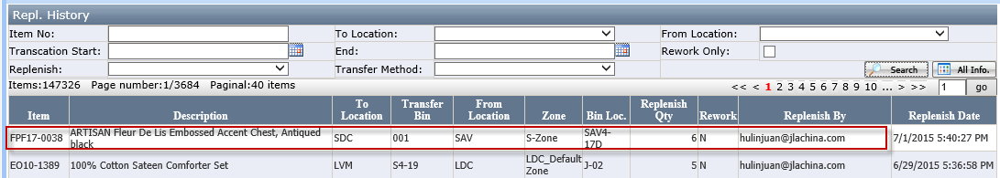 Repl. History
Item No: To Location: From Location:
Transcation Start: End: Rework Only:
Replenish: Transfer Method:
Search All Info.
Items:147326 Page number:1/3684 Paginal:40 items << < 1 2 3 4 5 6 7 8 9 10 ... > >> 1 go
Item Description To Location Transfer Bin From Location Zone Bin Loc. Replenish Qty Rework Replenish By Replenish Date
FPF17-0038 ARTISAN Fleur De Lis Embossed Accent Chest, Antiqued black SDC 001 SAV S-Zone SAV4-17D 6 N hulinjuan@jlachina.com 7/1/2015 5:40:27 PM
EO10-1389 100% Cotton Sateen Comforter Set LVM S4-19 LDC LDC_Default Zone J-02 5 N hulinjuan@jlachina.com 6/29/2015 5:36:58 PM